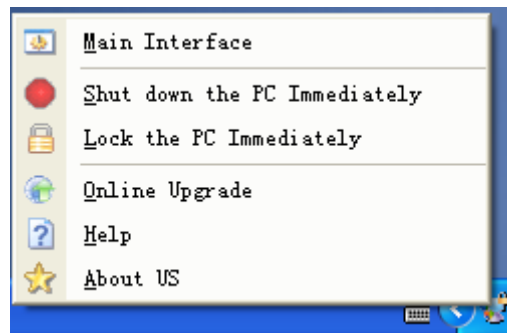 Main Interface
Shut down the PC Immediately
Lock the PC Immediately
Online Upgrade
Help
About US